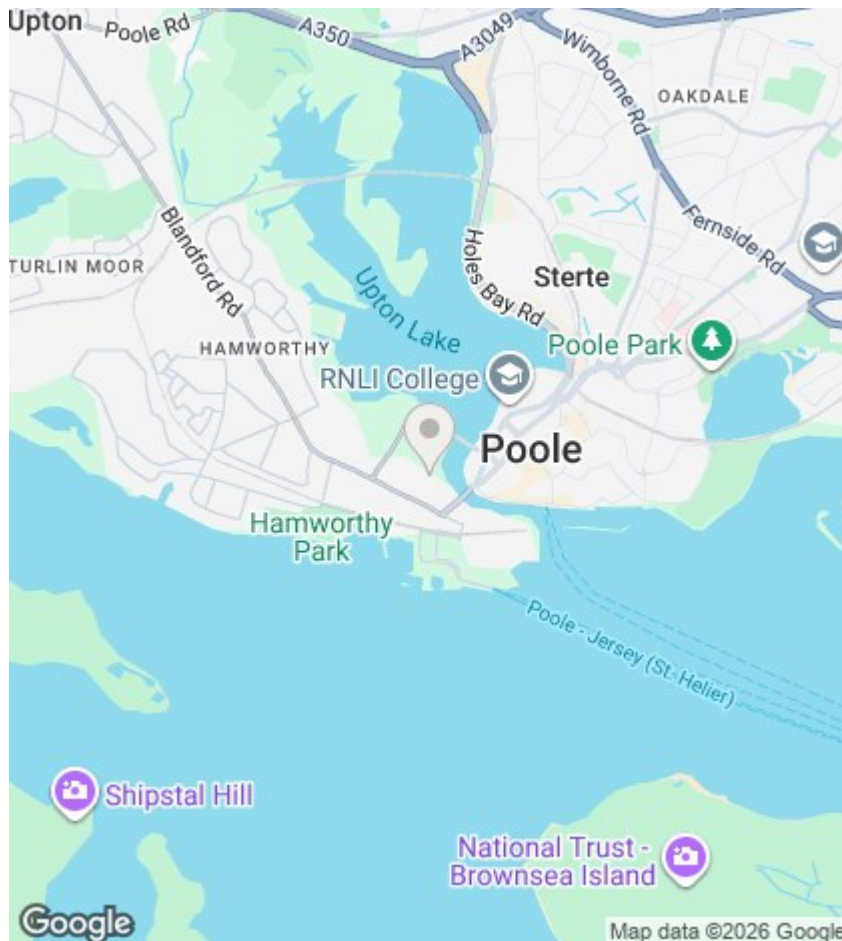 Upton
Poole Rd
A350
A3049
Wimborne Rd
OAKDALE
Blandford Rd
TURLIN MOOR
Holes Bay Rd
Sterte
Fernside Rd
Upton Lake
HAMWORTHY
Poole Park
RNLI College
Poole
Hamworthy
Park
Poole - Jersey (St. Helier)
Shipstal Hill
National Trust -
Brownsea Island
Google
Map data ©2026 Google